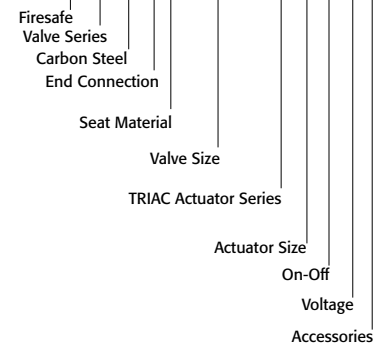 Firesafe
Valve Series
Carbon Steel
End Connection
Seat Material
Valve Size
TRIAC Actuator Series
Actuator Size
On-Off
Voltage
Accessories